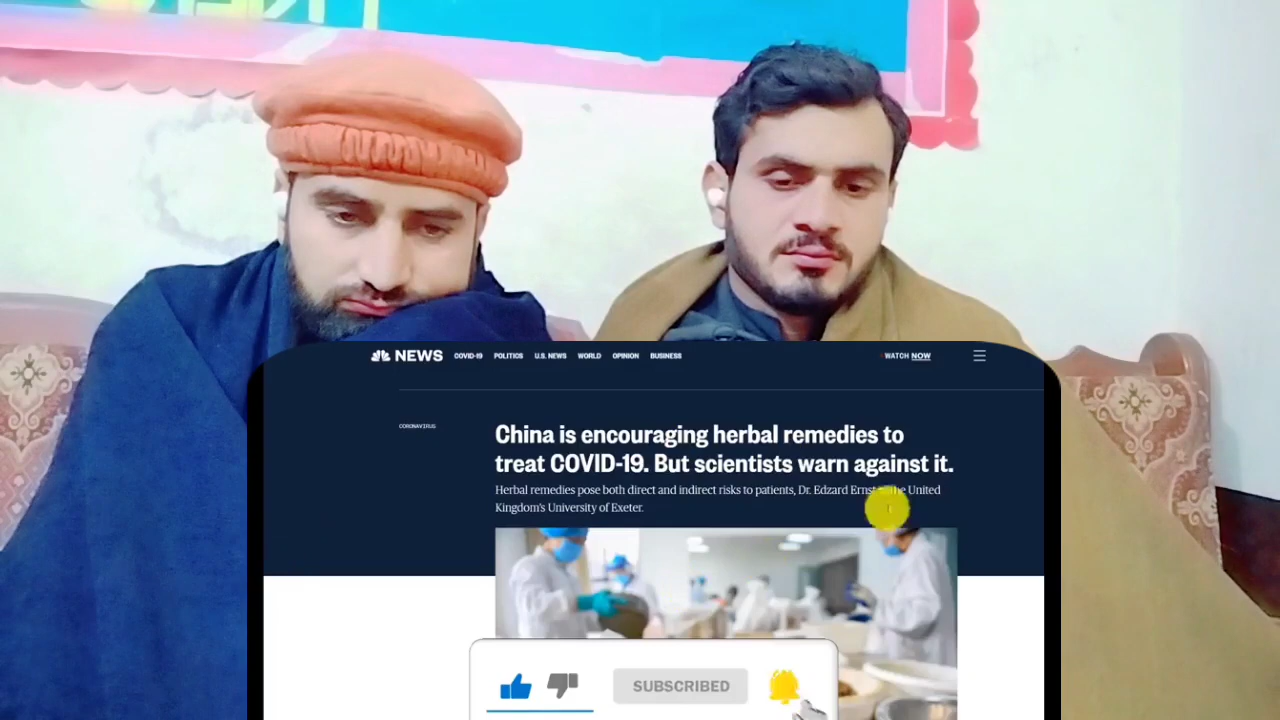 NEWS
COVID-19 POLITICS U.S. NEWS WORLD OPINION BUSINESS
WATCH NOW
CORONAVIRUS
China is encouraging herbal remedies to
treat COVID-19. But scientists warn against it.
Herbal remedies pose both direct and indirect risks to patients, Dr. Edzard Ernst the United
Kingdom's University of Exeter.
SUBSCRIBED